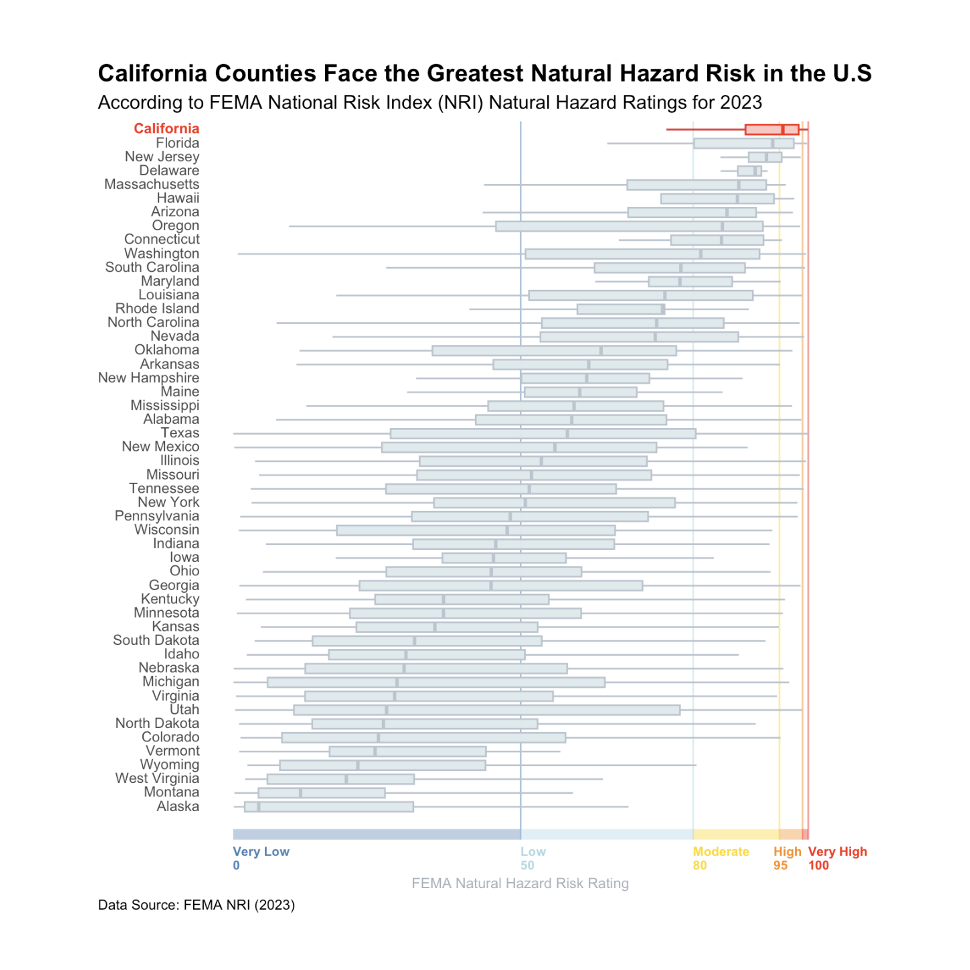 California Counties Face the Greatest Natural Hazard Risk in the U.S
According to FEMA National Risk Index (NRI) Natural Hazard Ratings for 2023
California
Florida
New Jersey
Delaware
Massachusetts
Hawaii
Arizona
Oregon
Connecticut
Washington
South Carolina
Maryland
Louisiana
Rhode Island
North Carolina
Nevada
Oklahoma
Arkansas
New Hampshire
Maine
Mississippi
Alabama
Texas
New Mexico
Illinois
Missouri
Tennessee
New York
Pennsylvania
Wisconsin
Indiana
Iowa
Ohio
Georgia
Kentucky
Minnesota
Kansas
South Dakota
Idaho
Nebraska
Michigan
Virginia
Utah
North Dakota
Colorado
Vermont
Wyoming
West Virginia
Montana
Alaska
Very Low Low Moderate High Very High
0 50 80 95 100
FEMA Natural Hazard Risk Rating
Data Source: FEMA NRI (2023)